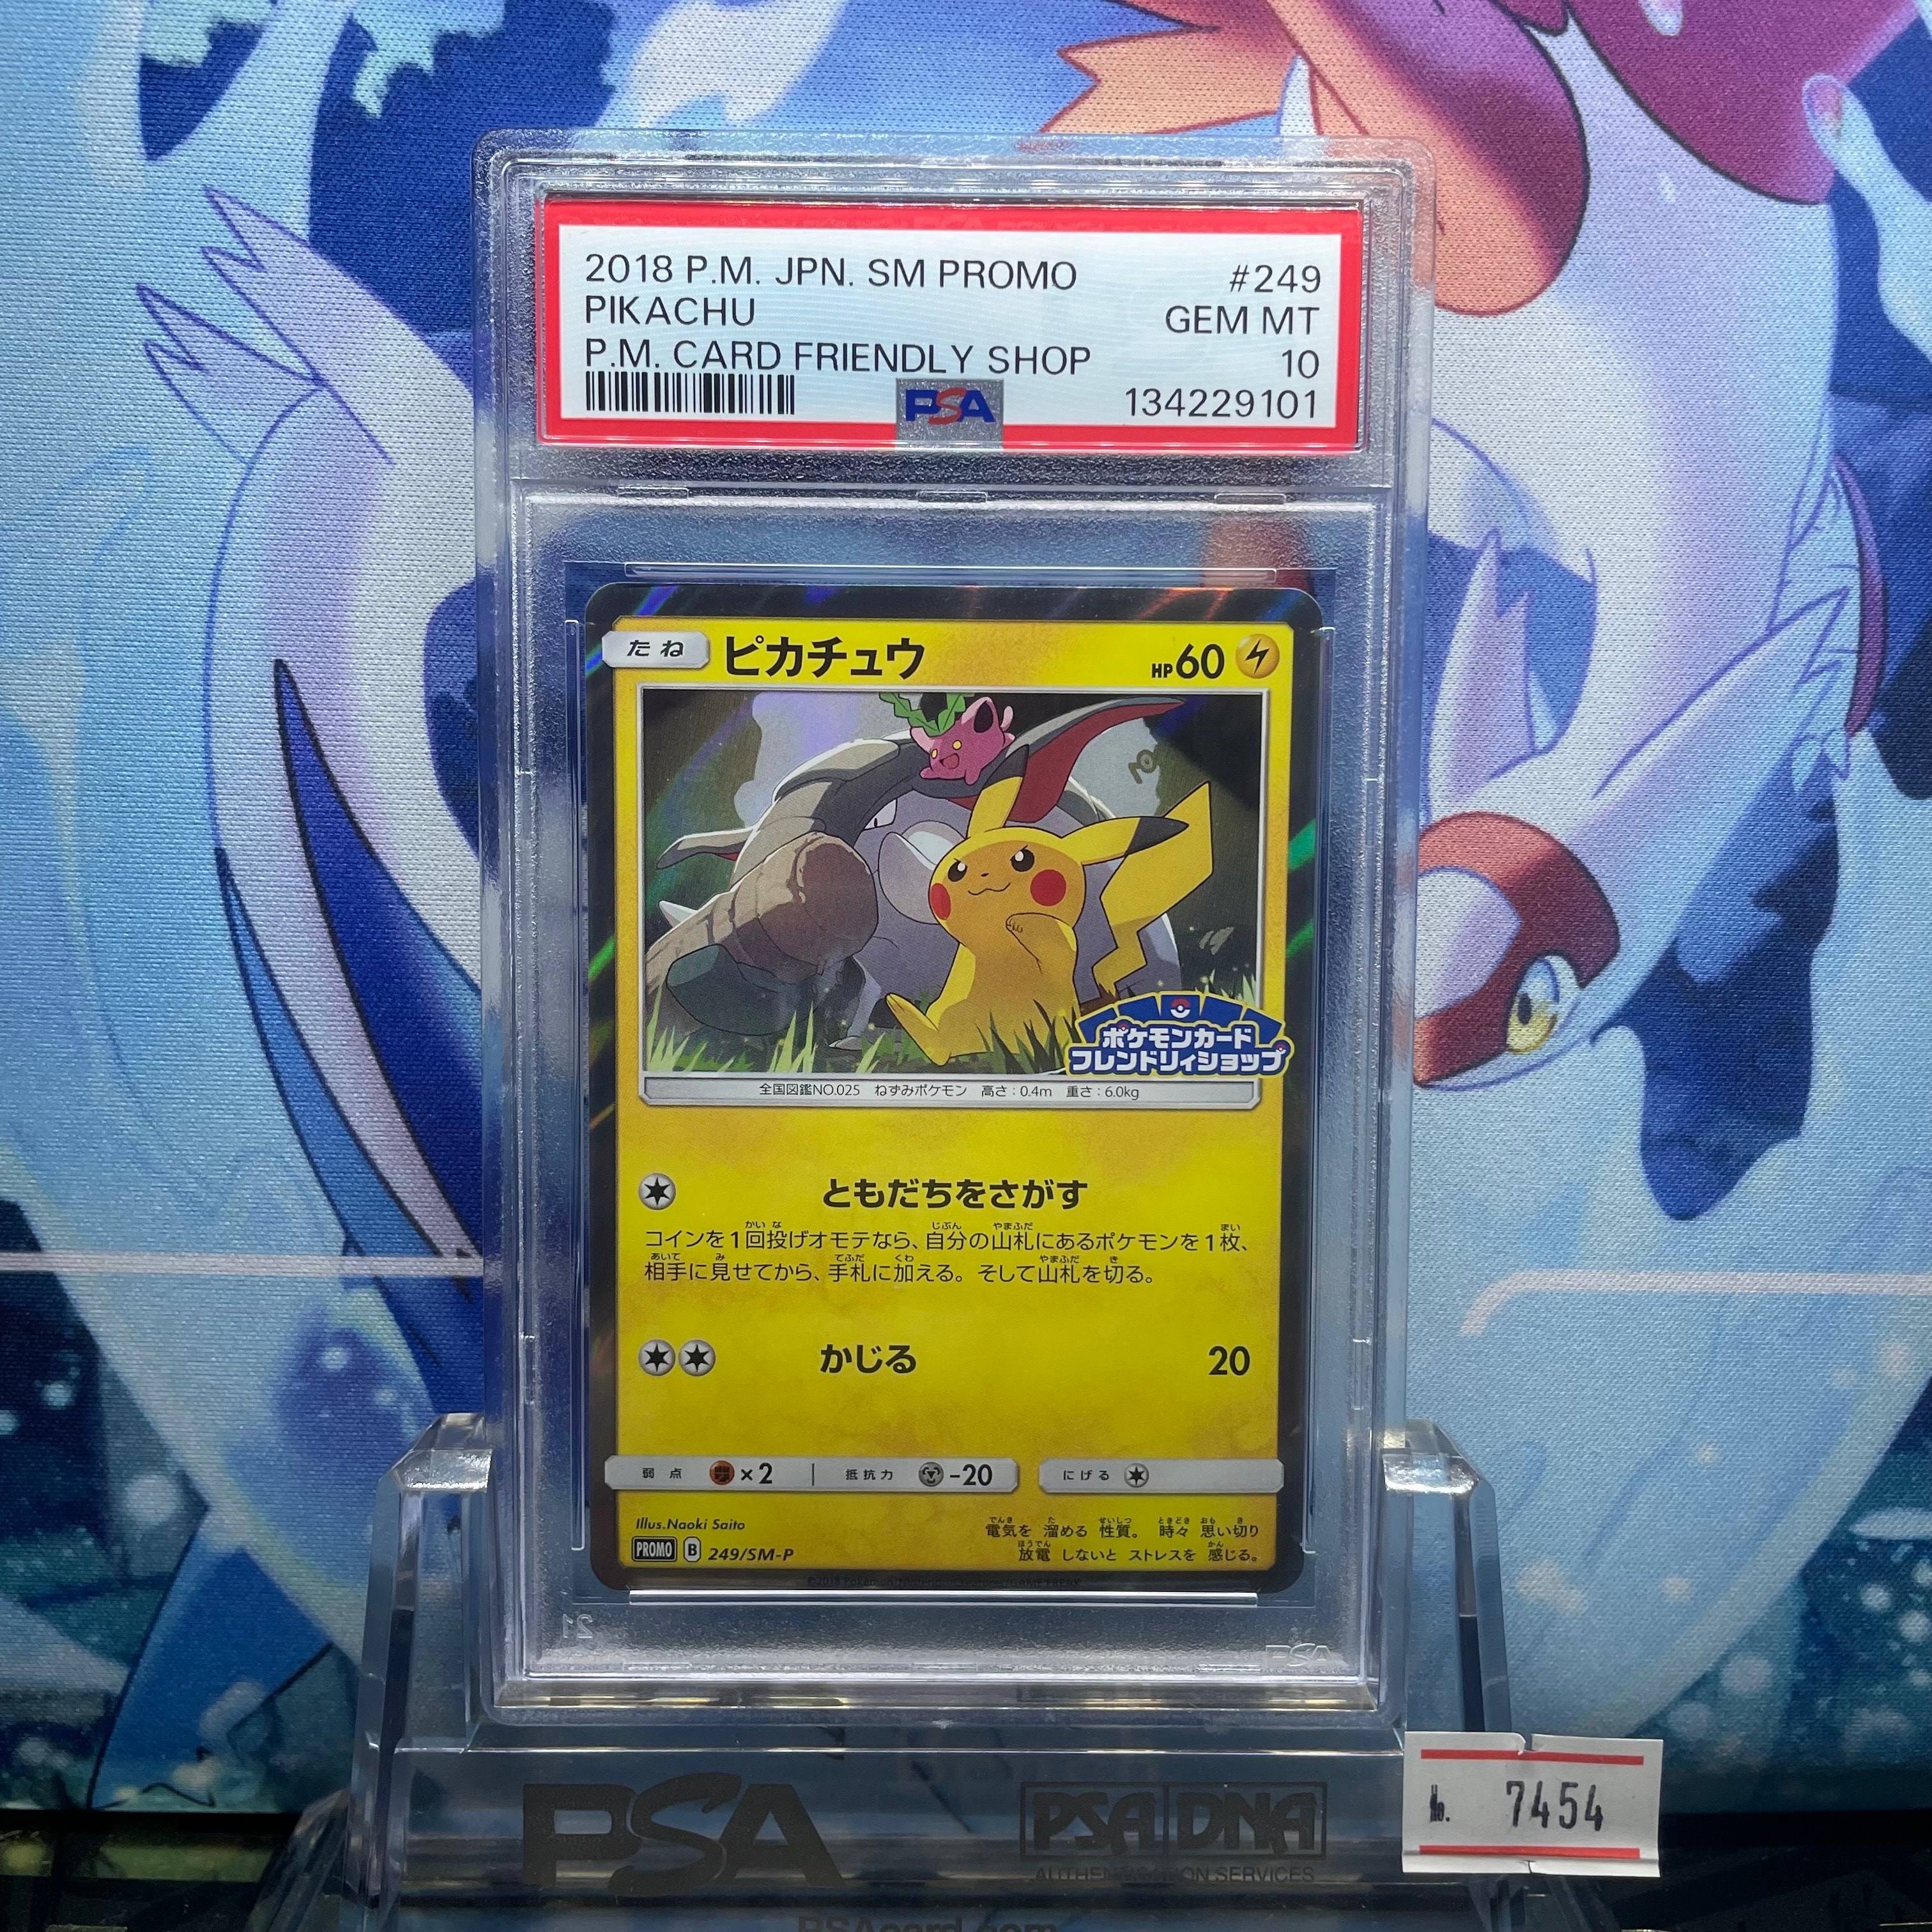 2018 P.M. JPN. SM PROMO #249
PIKACHU GEM MT
P.M. CARD FRIENDLY SHOP 10
PSA 134229101
たね ピカチュウ HP60
ポケモンカード
フレンドリィショップ
全国図鑑NO.025 ねずみポケモン 高さ:0.4m 重さ:6.0kg
ともだちをさがす
コインを1回投げオモテなら、自分の山札にあるポケモンを1枚、
相手に見せてから、手札に加える。そして山札を切る。
かじる 20
弱点 ×2 抵抗力 -20 にげる
Illus.Naoki Saito
電気を 溜める 性質。 時々 思い切り
放電 しないと ストレスを 感じる。
PROMO B 249/SM-P
21
PSA
PSA
PSA DNA
AUTHENTICATION SERVICES
PSAcard.com
No. 7454